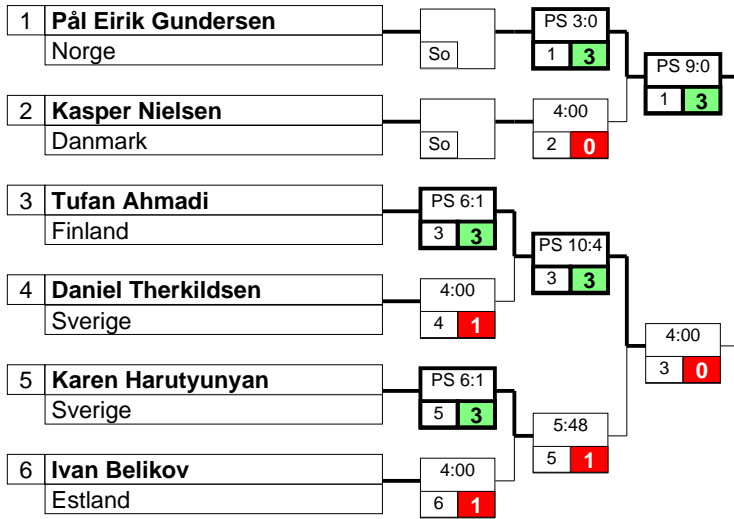 1 Pål Eirik Gundersen
Norge
So
PS 3:0
1 3
PS 9:0
1 3
2 Kasper Nielsen
Danmark
So
4:00
2 0
3 Tufan Ahmadi
Finland
PS 6:1
3 3
PS 10:4
3 3
4 Daniel Therkildsen
Sverige
4:00
4 1
4:00
3 0
5 Karen Harutyunyan
Sverige
PS 6:1
5 3
5:48
5 1
6 Ivan Belikov
Estland
4:00
6 1